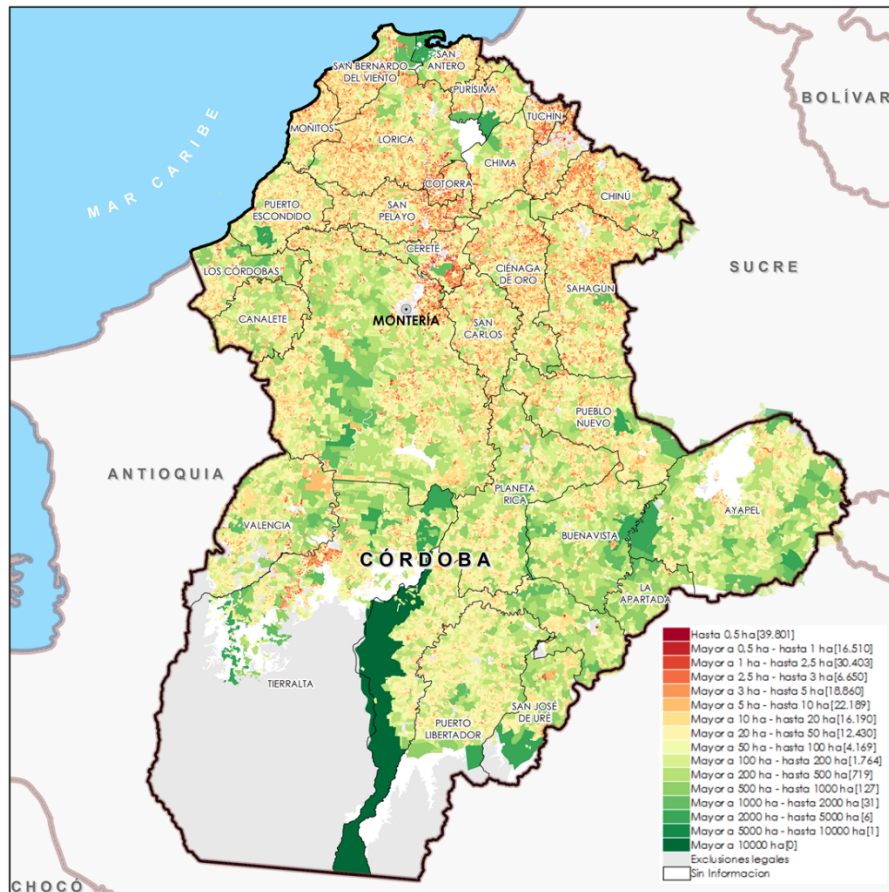 SAN
ANTERO
SAN BERNARDO
DEL VIENTO
PURÍSIMA
BOLÍVAR
TUCHÍN
MOÑITOS
LORICA
CHIMA
MAR CARIBE
COTORRA
CHINÚ
PUERTO
ESCONDIDO
SAN
PELAYO
CERETÉ
SUCRE
LOS CÓRDOBAS
CIÉNAGA
DE ORO
SAHAGÚN
CANALETE
MONTERÍA
SAN
CARLOS
PUEBLO
NUEVO
ANTIOQUIA
PLANETA
RICA
AYAPEL
VALENCIA
BUENAVISTA
CÓRDOBA
LA
APARTADA
TIERRALTA
SAN JOSÉ
DE URÉ
PUERTO
LIBERTADOR
CHOCÓ
Hasta 0,5 ha [39.801]
Mayor a 0,5 ha - hasta 1 ha [16.510]
Mayor a 1 ha - hasta 2,5 ha [30.403]
Mayor a 2,5 ha - hasta 3 ha [6.650]
Mayor a 3 ha - hasta 5 ha [18.860]
Mayor a 5 ha - hasta 10 ha [22.189]
Mayor a 10 ha - hasta 20 ha [16.190]
Mayor a 20 ha - hasta 50 ha [12.430]
Mayor a 50 ha - hasta 100 ha [4.169]
Mayor a 100 ha - hasta 200 ha [1.764]
Mayor a 200 ha - hasta 500 ha [719]
Mayor a 500 ha - hasta 1000 ha [127]
Mayor a 1000 ha - hasta 2000 ha [31]
Mayor a 2000 ha - hasta 5000 ha [6]
Mayor a 5000 ha - hasta 10000 ha [1]
Mayor a 10000 ha [0]
Exclusiones legales
Sin Informacion